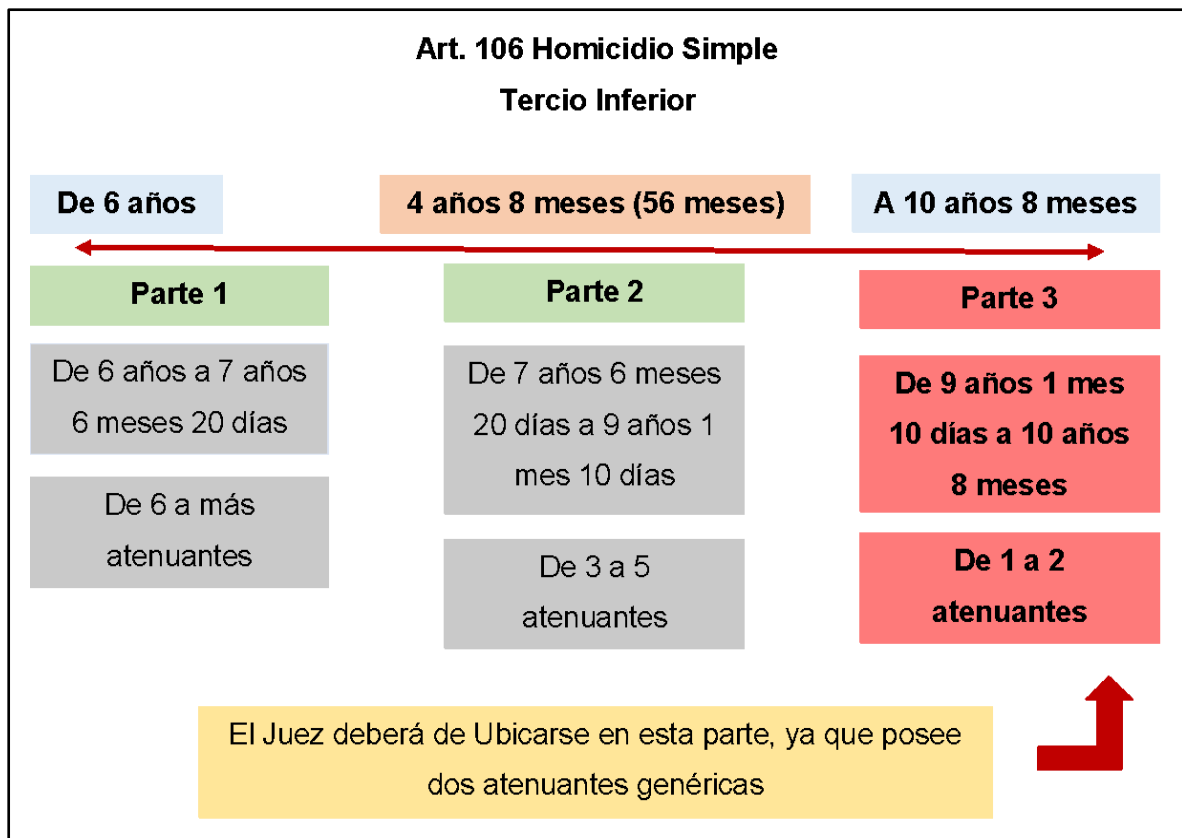 Art. 106 Homicidio Simple
Tercio Inferior
De 6 años
4 años 8 meses (56 meses)
A 10 años 8 meses
Parte 1
De 6 años a 7 años
6 meses 20 días
De 6 a más
atenuantes
Parte 2
De 7 años 6 meses
20 días a 9 años 1
mes 10 días
De 3 a 5
atenuantes
Parte 3
De 9 años 1 mes
10 días a 10 años
8 meses
De 1 a 2
atenuantes
El Juez deberá de Ubicarse en esta parte, ya que posee
dos atenuantes genéricas